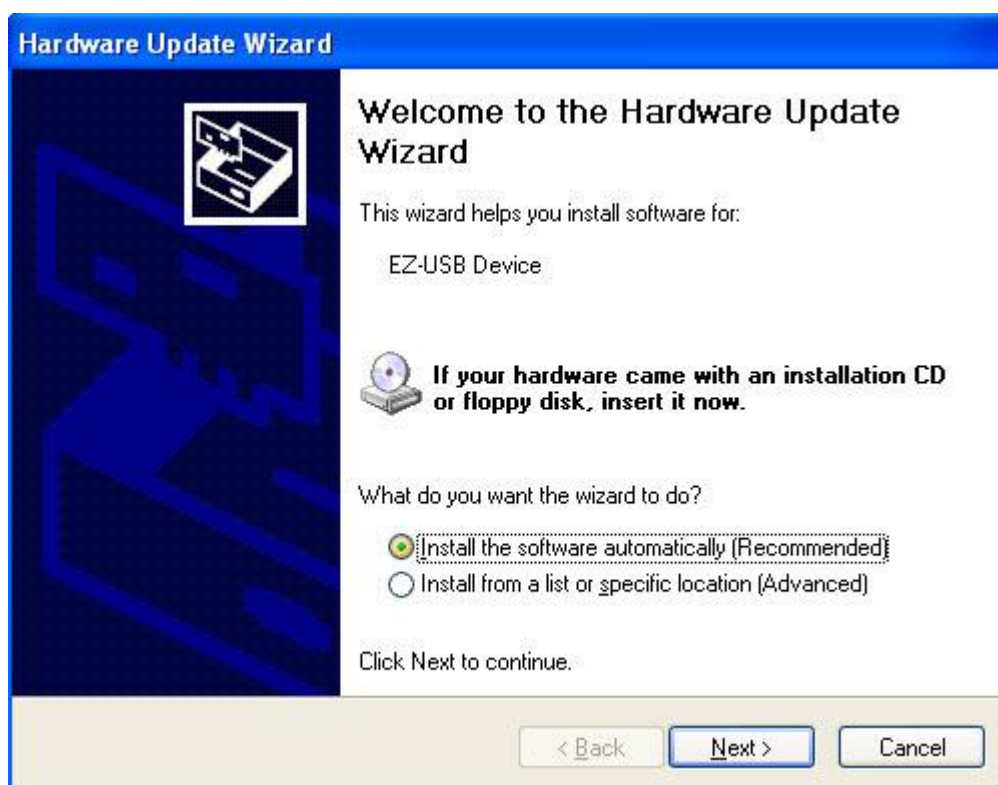 Hardware Update Wizard
Welcome to the Hardware Update
Wizard
This wizard helps you install software for:
EZ-USB Device
If your hardware came with an installation CD
or floppy disk, insert it now.
What do you want the wizard to do?
Install the software automatically (Recommended)
Install from a list or specific location (Advanced)
Click Next to continue.
< Back
Next >
Cancel